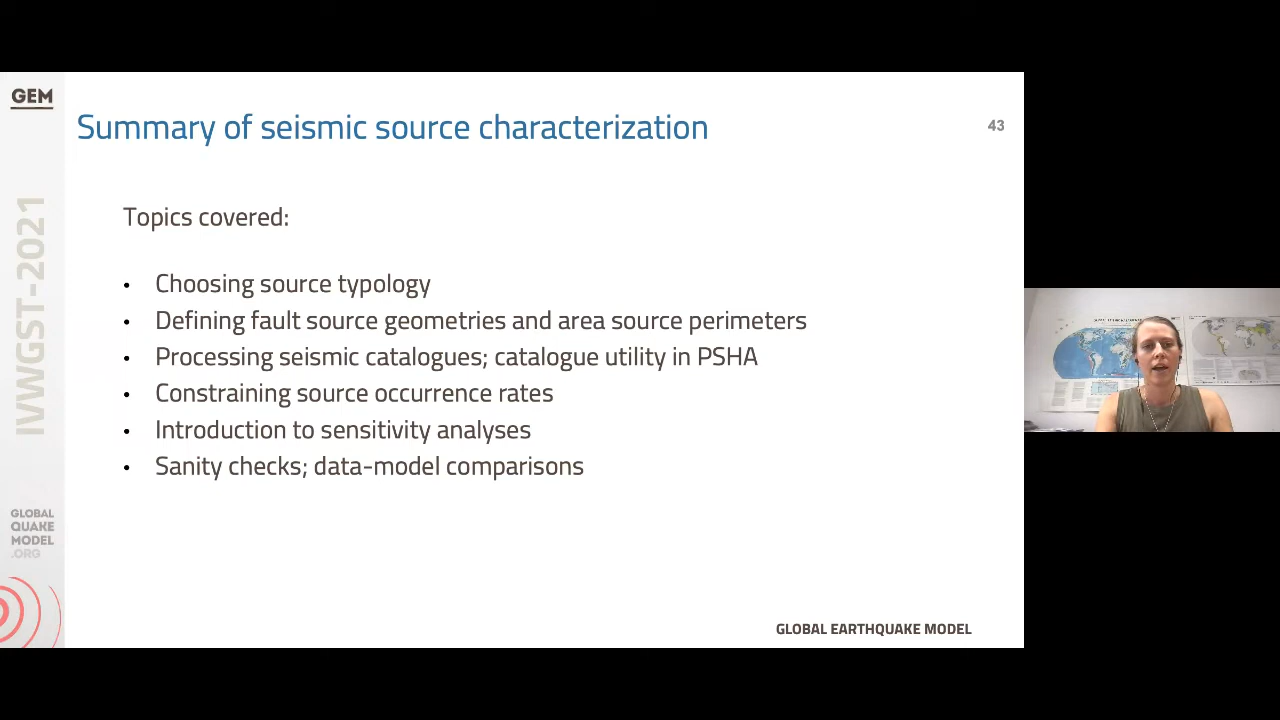 GEM
Summary of seismic source characterization
43
IVWGST-2021
Topics covered:
• Choosing source typology
• Defining fault source geometries and area source perimeters
• Processing seismic catalogues; catalogue utility in PSHA
• Constraining source occurrence rates
• Introduction to sensitivity analyses
• Sanity checks; data-model comparisons
GLOBAL
QUAKE
MODEL
.ORG
GLOBAL EARTHQUAKE MODEL